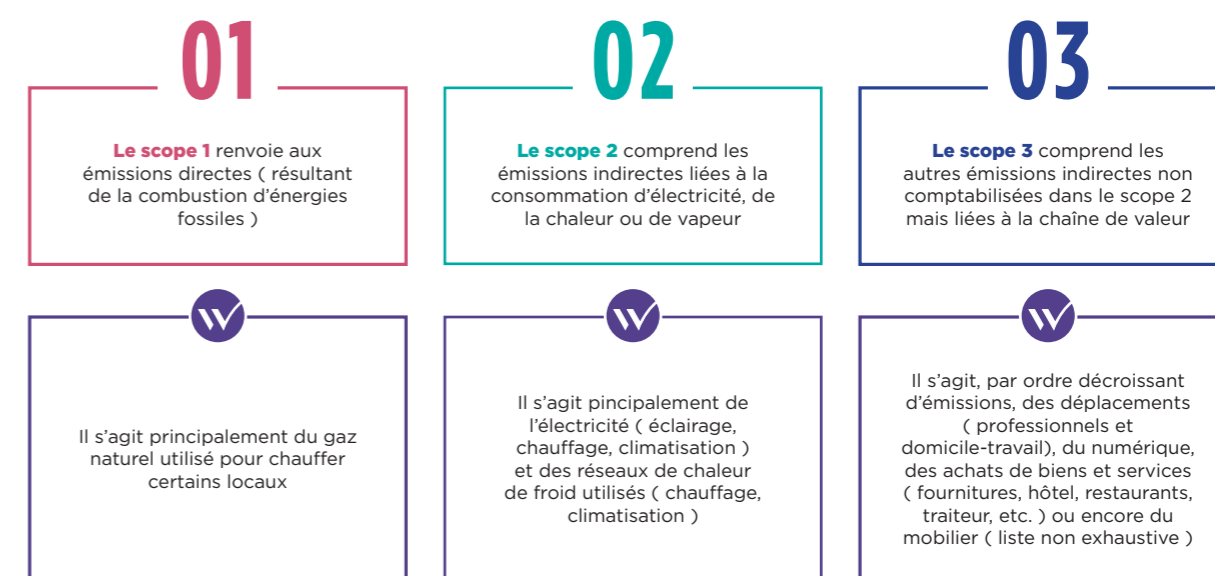 01
Le scope 1 renvoie aux
émissions directes ( résultant
de la combustion d'énergies
fossiles )
02
Le scope 2 comprend les
émissions indirectes liées à la
consommation d'électricité, de
la chaleur ou de vapeur
03
Le scope 3 comprend les
autres émissions indirectes non
comptabilisées dans le scope 2
mais liées à la chaîne de valeur
Il s'agit principalement du gaz
naturel utilisé pour chauffer
certains locaux
Il s'agit pincipalement de
l'électricité ( éclairage,
chauffage, climatisation )
et des réseaux de chaleur
de froid utilisés ( chauffage,
climatisation )
Il s'agit, par ordre décroissant
d'émissions, des déplacements
( professionnels et
domicile-travail), du numérique,
des achats de biens et services
( fournitures, hôtel, restaurants,
traiteur, etc. ) ou encore du
mobilier ( liste non exhaustive )